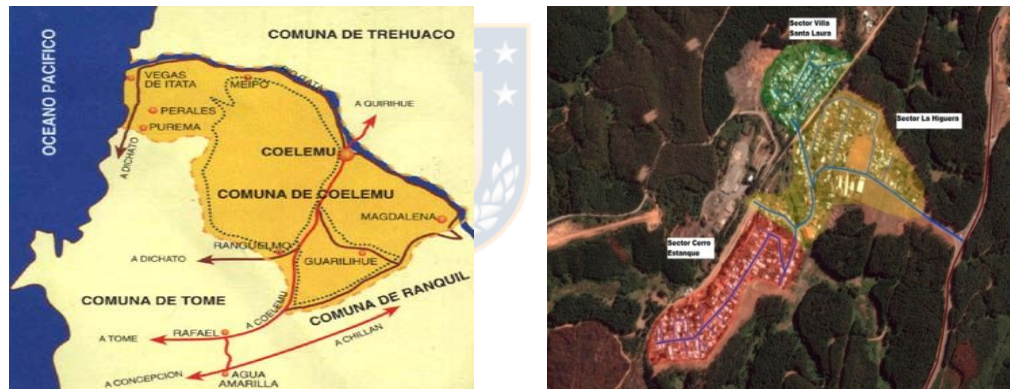 COMUNA DE TREHUACO
OCEANO PACIFICO
VEGAS
DE ITATA
MEIPO
RIO ITATA
PERALES
A QUIRIHUE
PUREMA
A DICHATO
COELEMU
COMUNA DE COELEMU
MAGDALENA
RANGUELMO
A DICHATO
GUARILIHUE
COMUNA DE TOME
A COELEMU
COMUNA DE RANQUIL
RAFAEL
A TOME
A CHILLAN
A CONCEPCION
AGUA
AMARILLA
Sector Villa
Santa Laura
Sector La Higuera
Sector Cerro
Estanque